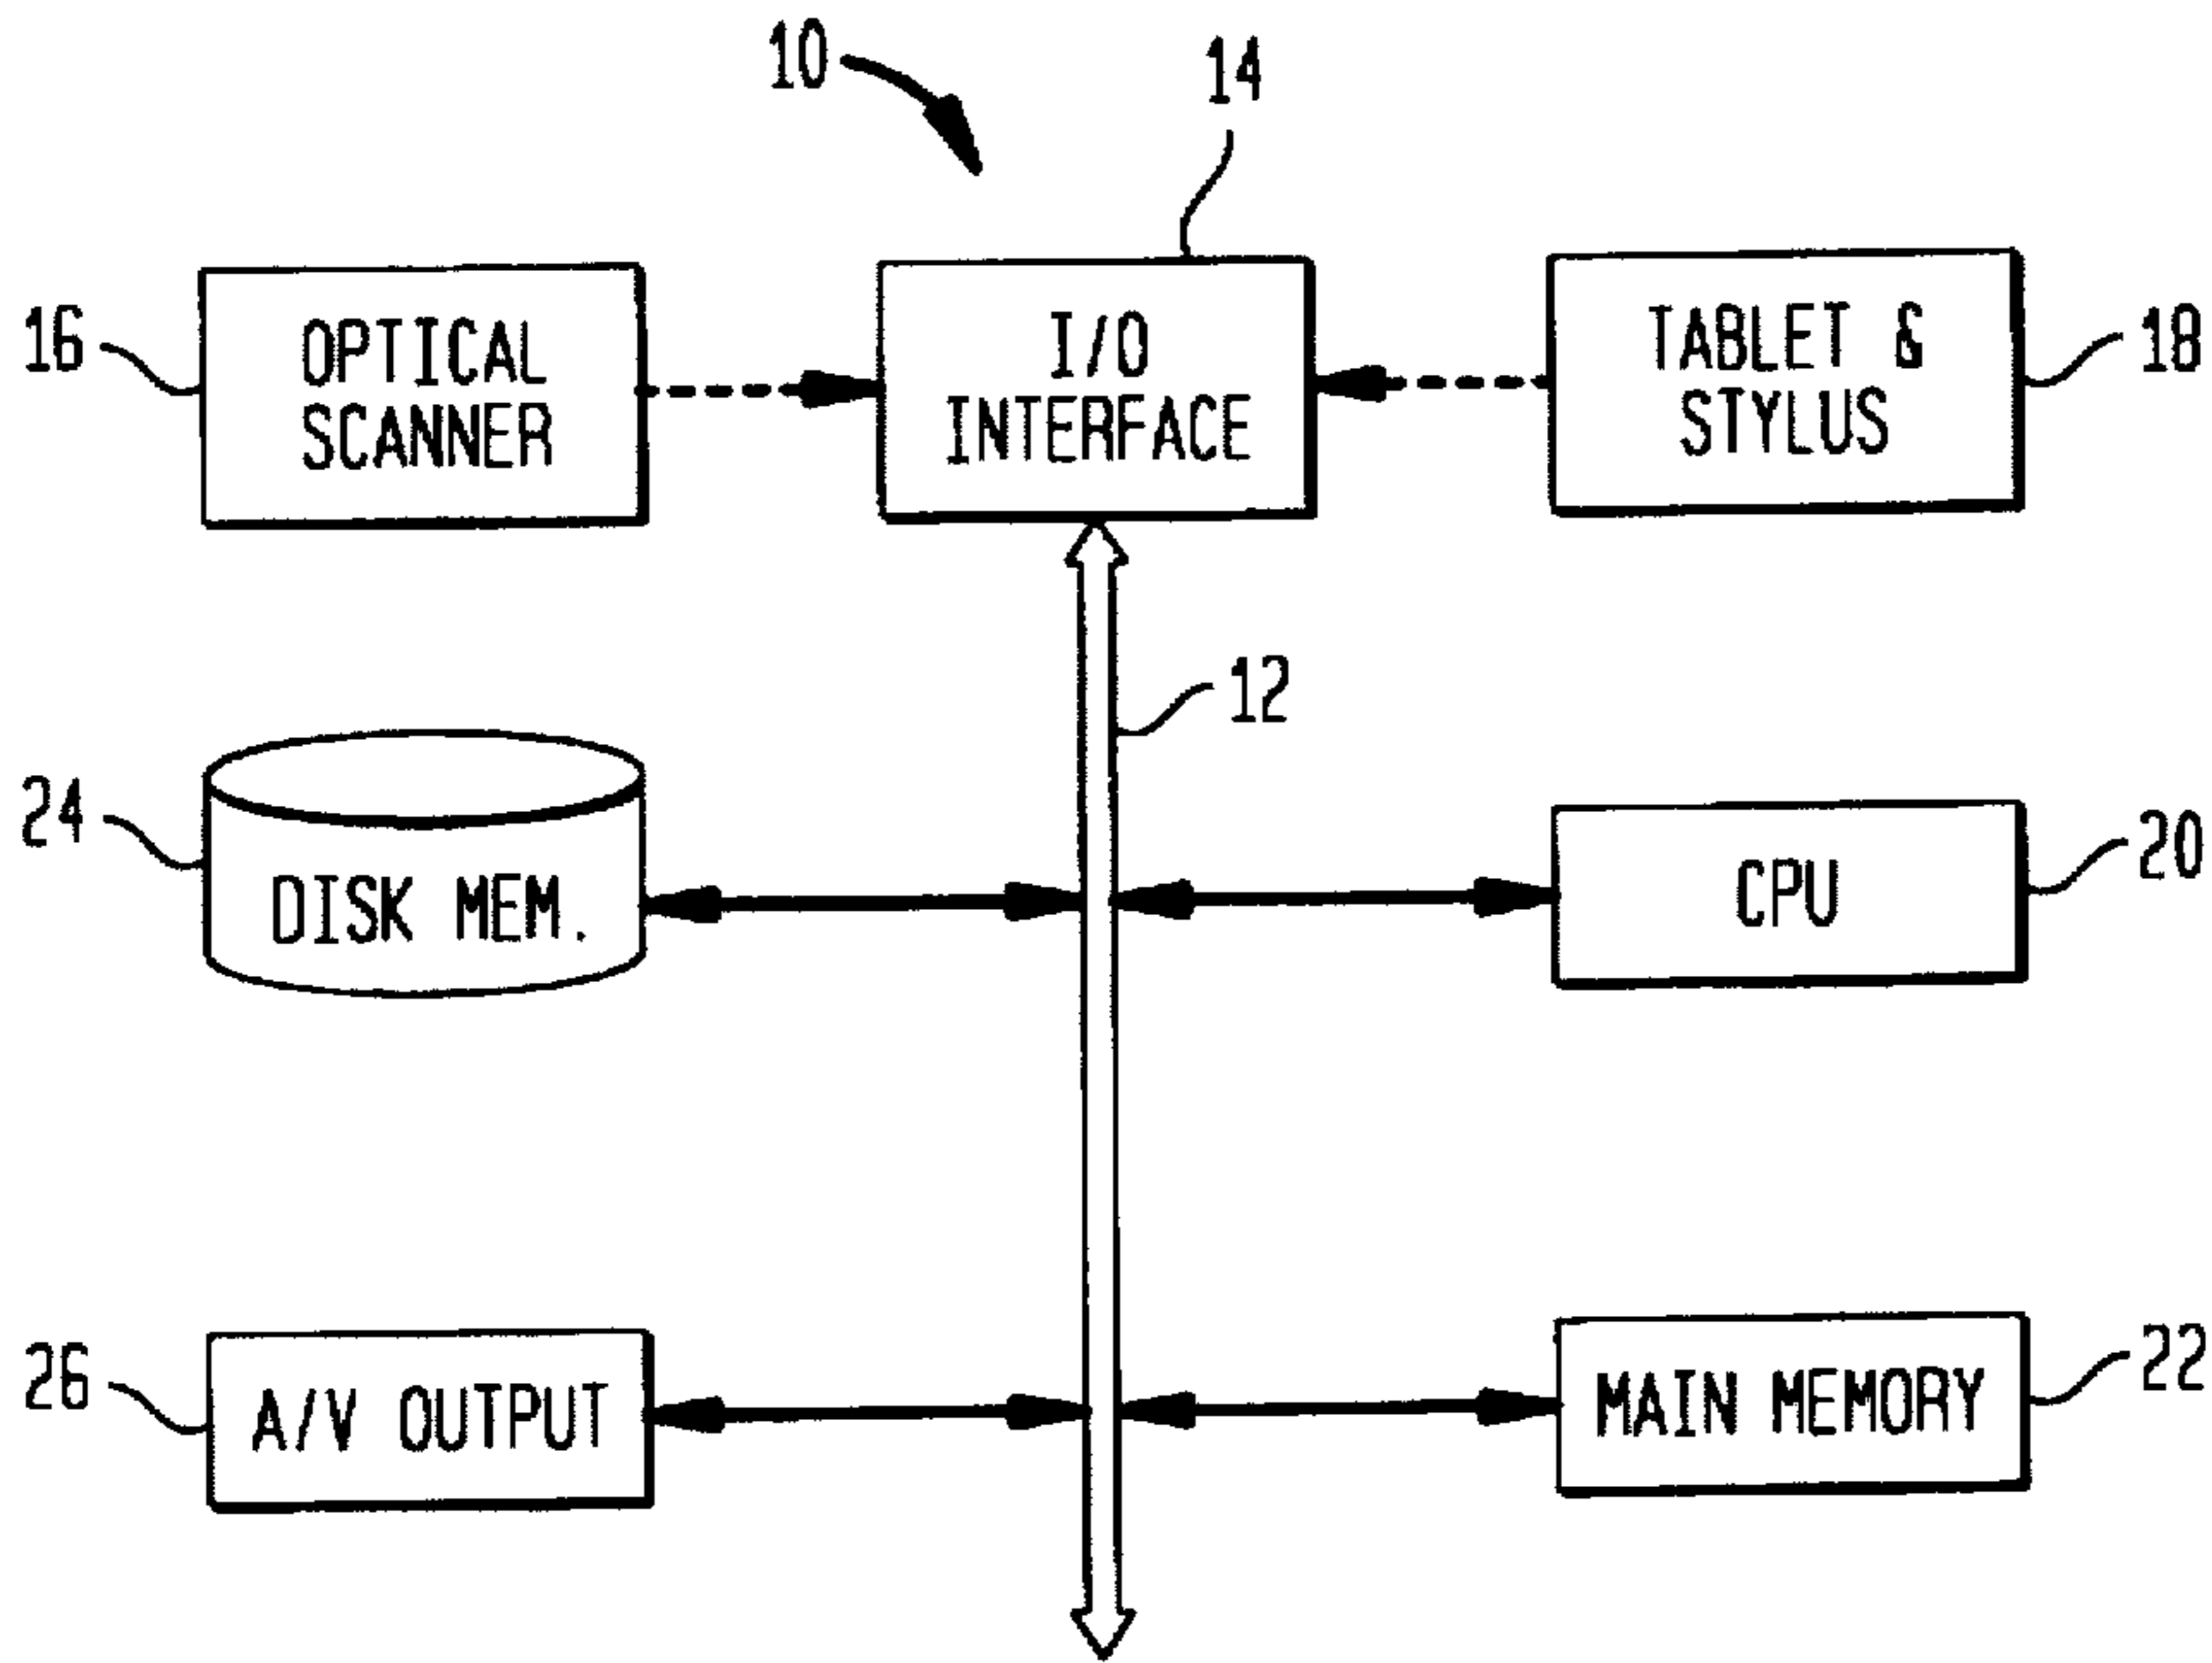 10
14
16
OPTICAL
SCANNER
I/O
INTERFACE
TABLET &
STYLUS
18
12
24
DISK MEM.
CPU
20
26
A/V OUTPUT
MAIN MEMORY
22